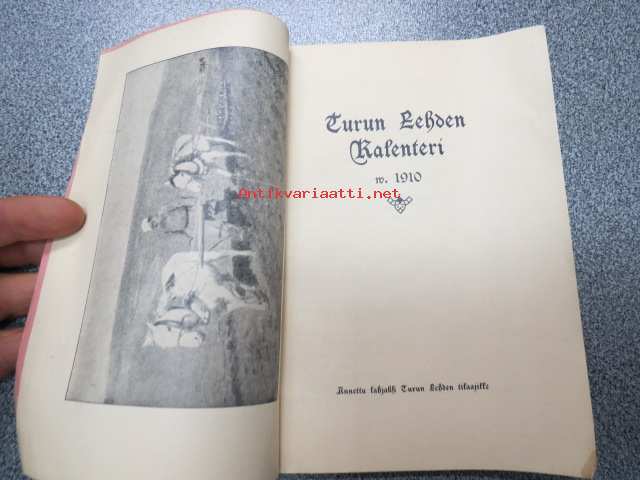 Turun Lehden
Kalenteri
w. 1910
Antikvariaatti.net
Annettu lahjaksi Turun Lehden tilaajille